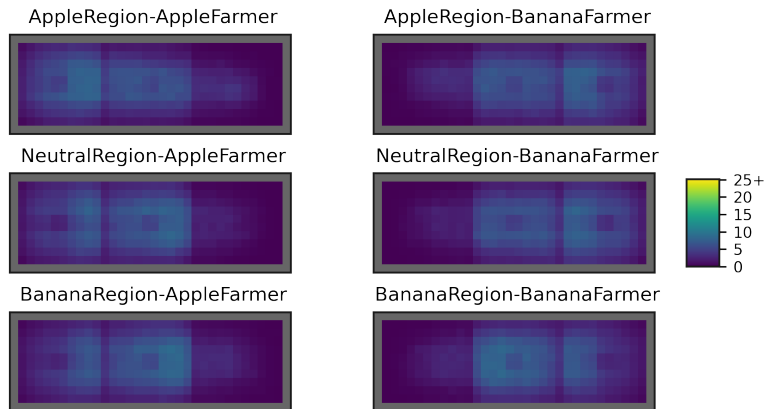 AppleRegion-AppleFarmer
AppleRegion-BananaFarmer
NeutralRegion-AppleFarmer
NeutralRegion-BananaFarmer
25+
20
15
10
5
0
BananaRegion-AppleFarmer
BananaRegion-BananaFarmer